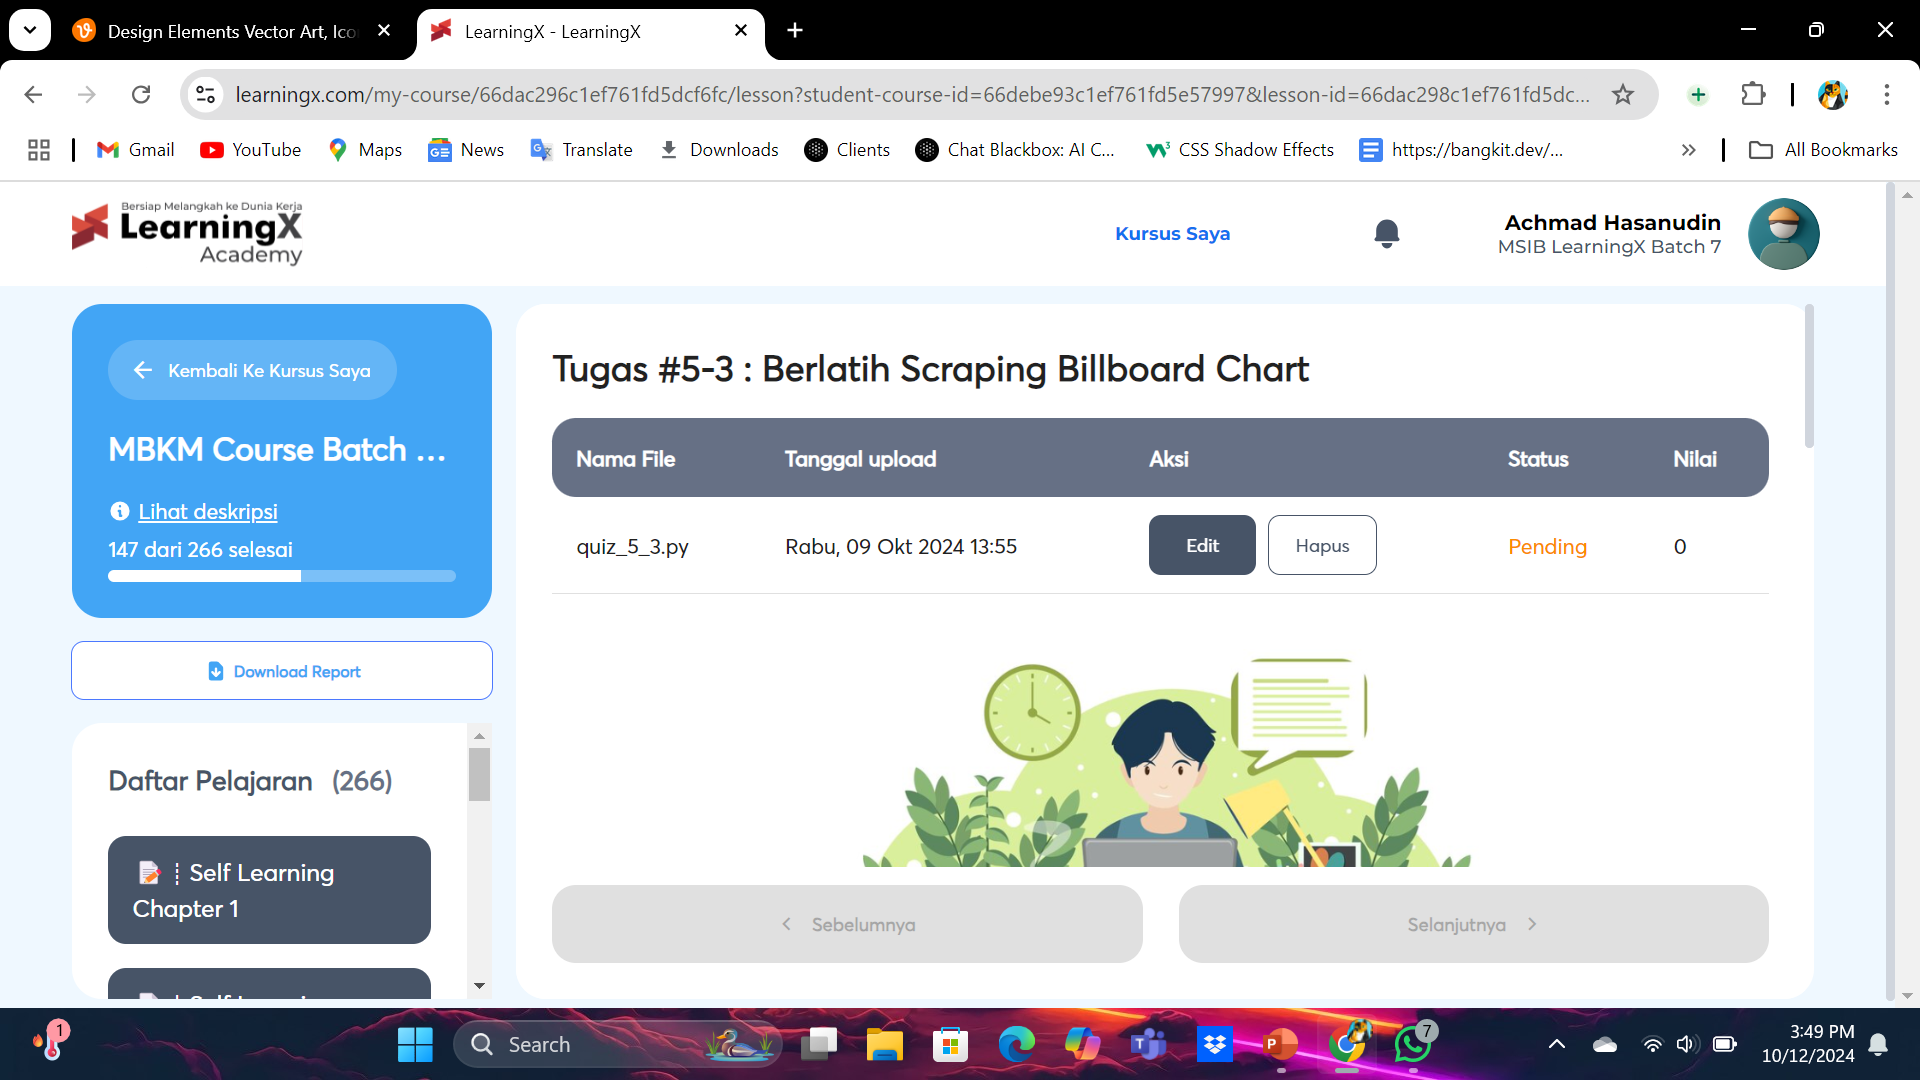 Design Elements Vector Art, Ico
LearningX - LearningX
learningx.com/my-course/66dac296c1ef761fd5dcf6fc/lesson?student-course-id=66debe93c1ef761fd5e57997&lesson-id=66dac298c1ef761fd5dc...
Gmail
YouTube
Maps
News
Translate
Downloads
Clients
Chat Blackbox: AI C...
CSS Shadow Effects
https://bangkit.dev/...
All Bookmarks
Bersiap Melangkah ke Dunia Kerja
LearningX
Academy
Kursus Saya
Achmad Hasanudin
MSIB LearningX Batch 7
Kembali Ke Kursus Saya
MBKM Course Batch ...
Lihat deskripsi
147 dari 266 selesai
Download Report
Daftar Pelajaran (266)
Self Learning
Chapter 1
Tugas #5-3 : Berlatih Scraping Billboard Chart
Nama File Tanggal upload Aksi Status Nilai
quiz_5_3.py Rabu, 09 Okt 2024 13:55 Edit Hapus Pending 0
Sebelumnya
Selanjutnya
1
Search
7
3:49 PM
10/12/2024